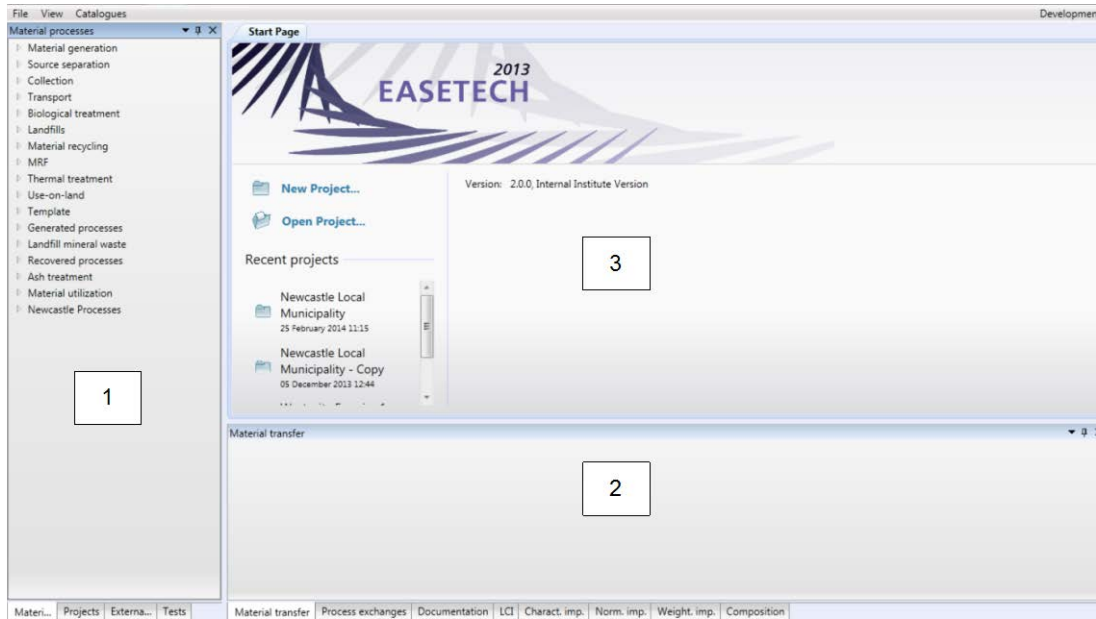 File View Catalogues
Developmen
Material processes
Material generation
Source separation
Collection
Transport
Biological treatment
Landfills
Material recycling
MRF
Thermal treatment
Use-on-land
Template
Generated processes
Landfill mineral waste
Recovered processes
Ash treatment
Material utilization
Newcastle Processes
1
Materi... Projects Externa... Tests
Start Page
2013
EASETECH
New Project...
Open Project...
Recent projects
Newcastle Local
Municipality
25 February 2014 11:15
Newcastle Local
Municipality - Copy
05 December 2013 12:44
Version: 2.0.0, Internal Institute Version
3
Material transfer
2
Material transfer Process exchanges Documentation LCI Charact. imp. Norm. imp. Weight. imp. Composition